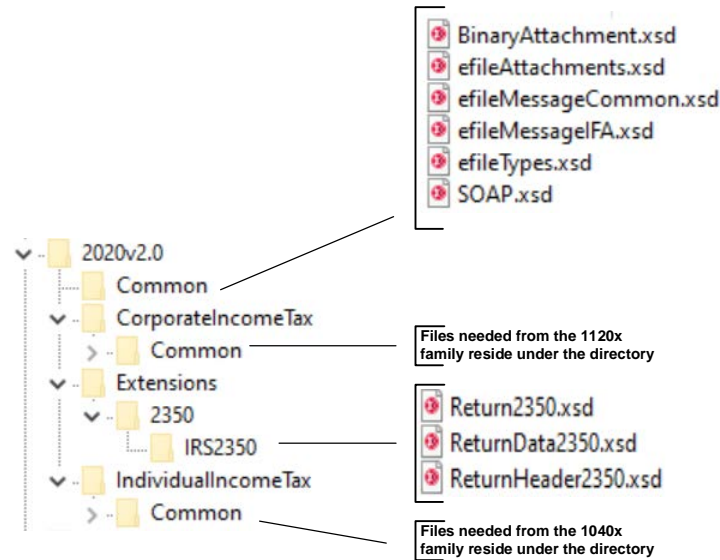 BinaryAttachment.xsd
efileAttachments.xsd
efileMessageCommon.xsd
efileMessageIFA.xsd
efileTypes.xsd
SOAP.xsd
2020v2.0
Common
CorporateIncomeTax
Common
Extensions
2350
IRS2350
IndividualIncomeTax
Common
Files needed from the 1120x
family reside under the directory
Return2350.xsd
ReturnData2350.xsd
ReturnHeader2350.xsd
Files needed from the 1040x
family reside under the directory